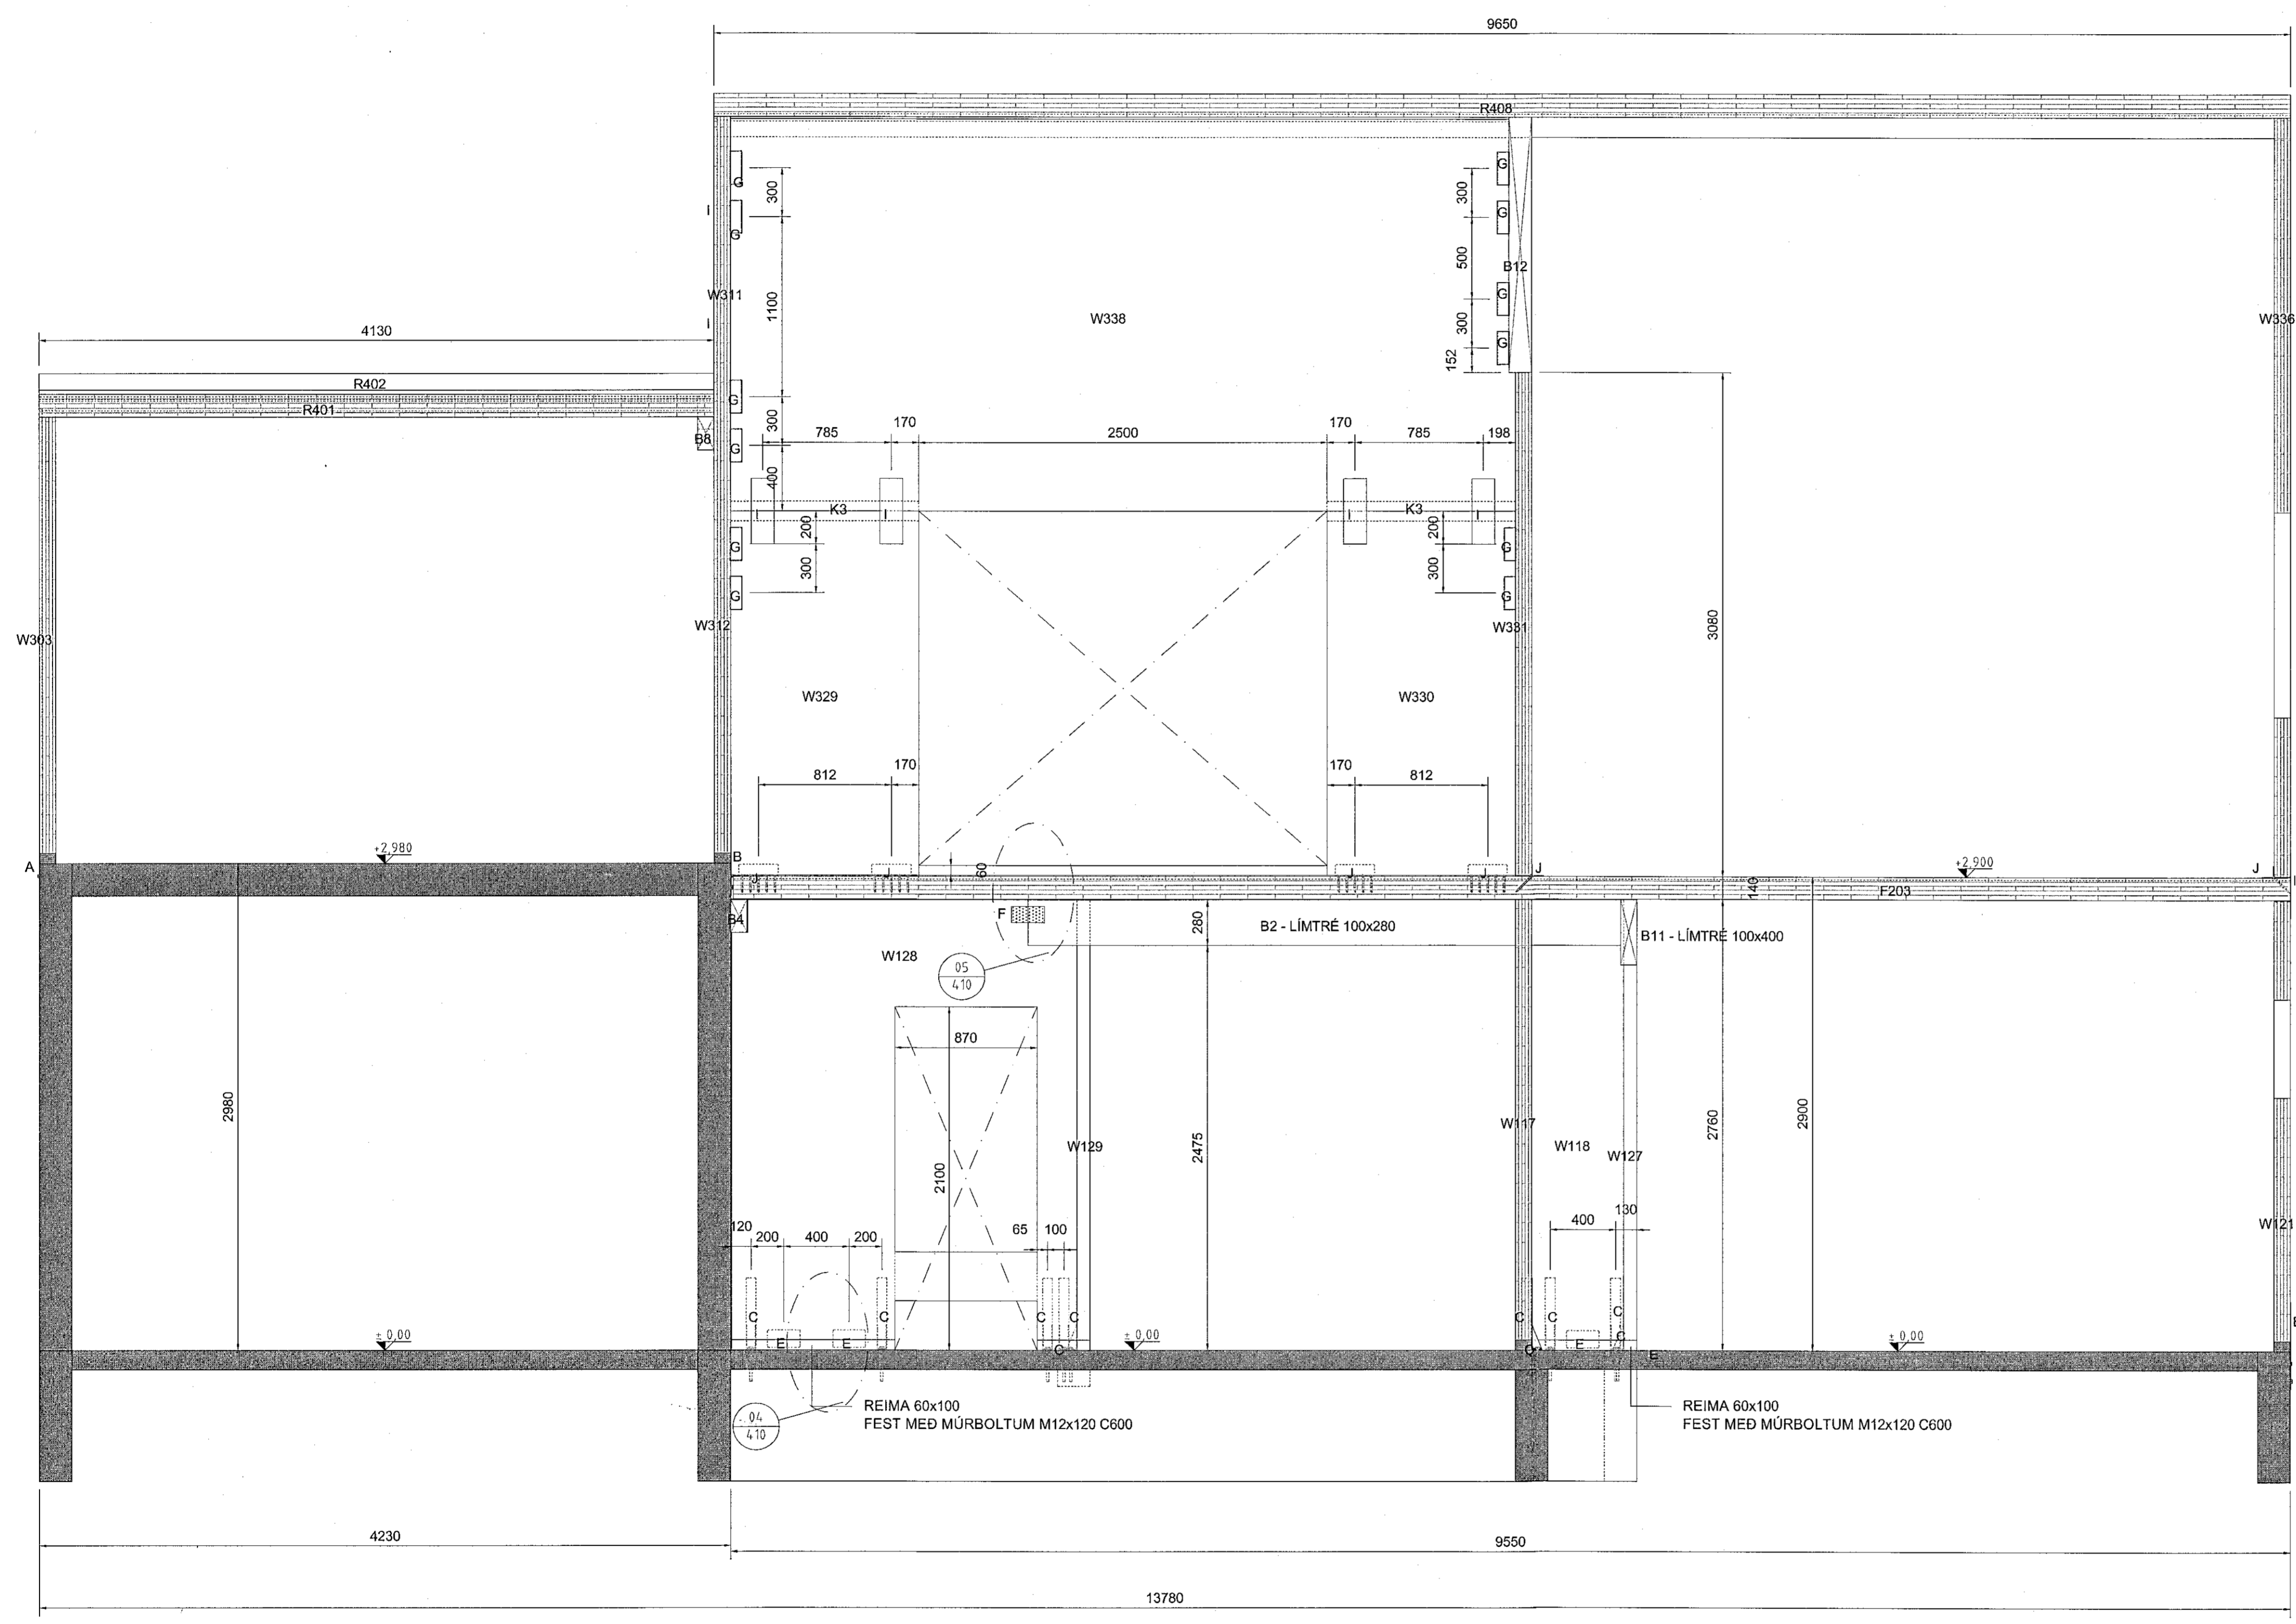 9650
R408
G
G
300
300
G
G
I
500
B12
W311
1100
G
W338
W336
I
300
4130
G
152
R402
R401
G
300
170
170
B8
785
2500
785
198
G
400
I
K3
I
I
K3
I
200
200
G
G
300
300
G
G
W303
W312
W331
3080
W329
W330
170
170
812
812
+2,980
B
A
60
J
+2,900
J
J
J
J
J
140
F203
F
B4
280
B2 - LÍMTRÉ 100x280
B11 - LÍMTRÉ 100x400
W128
05
410
870
2980
2475
W117
2760
2900
W129
W118
W127
2100
120
200
400
200
65
100
400
130
W121
C
C
C
C
C
C
C
E
E
E
C
± 0,00
± 0,00
± 0,00
C
C
E
REIMA 60x100
FEST MEÐ MÚRBOLTUM M12x120 C600
REIMA 60x100
FEST MEÐ MÚRBOLTUM M12x120 C600
04
410
4230
9550
13780